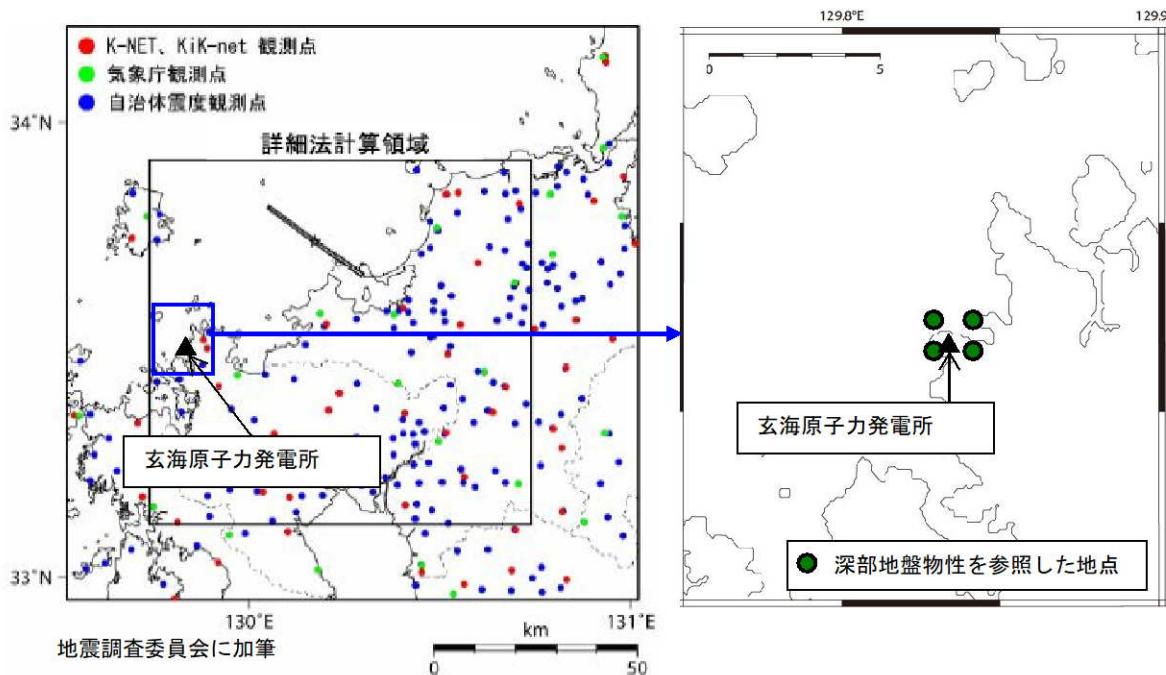 K-NET、KiK-net 観測点
気象庁観測点
自治体震度観測点
34°N
詳細法計算領域
玄海原子力発電所
33°N
130°E
131°E
地震調査委員会に加筆
km
0
50
129.8°E
129.9
0
5
玄海原子力発電所
深部地盤物性を参照した地点